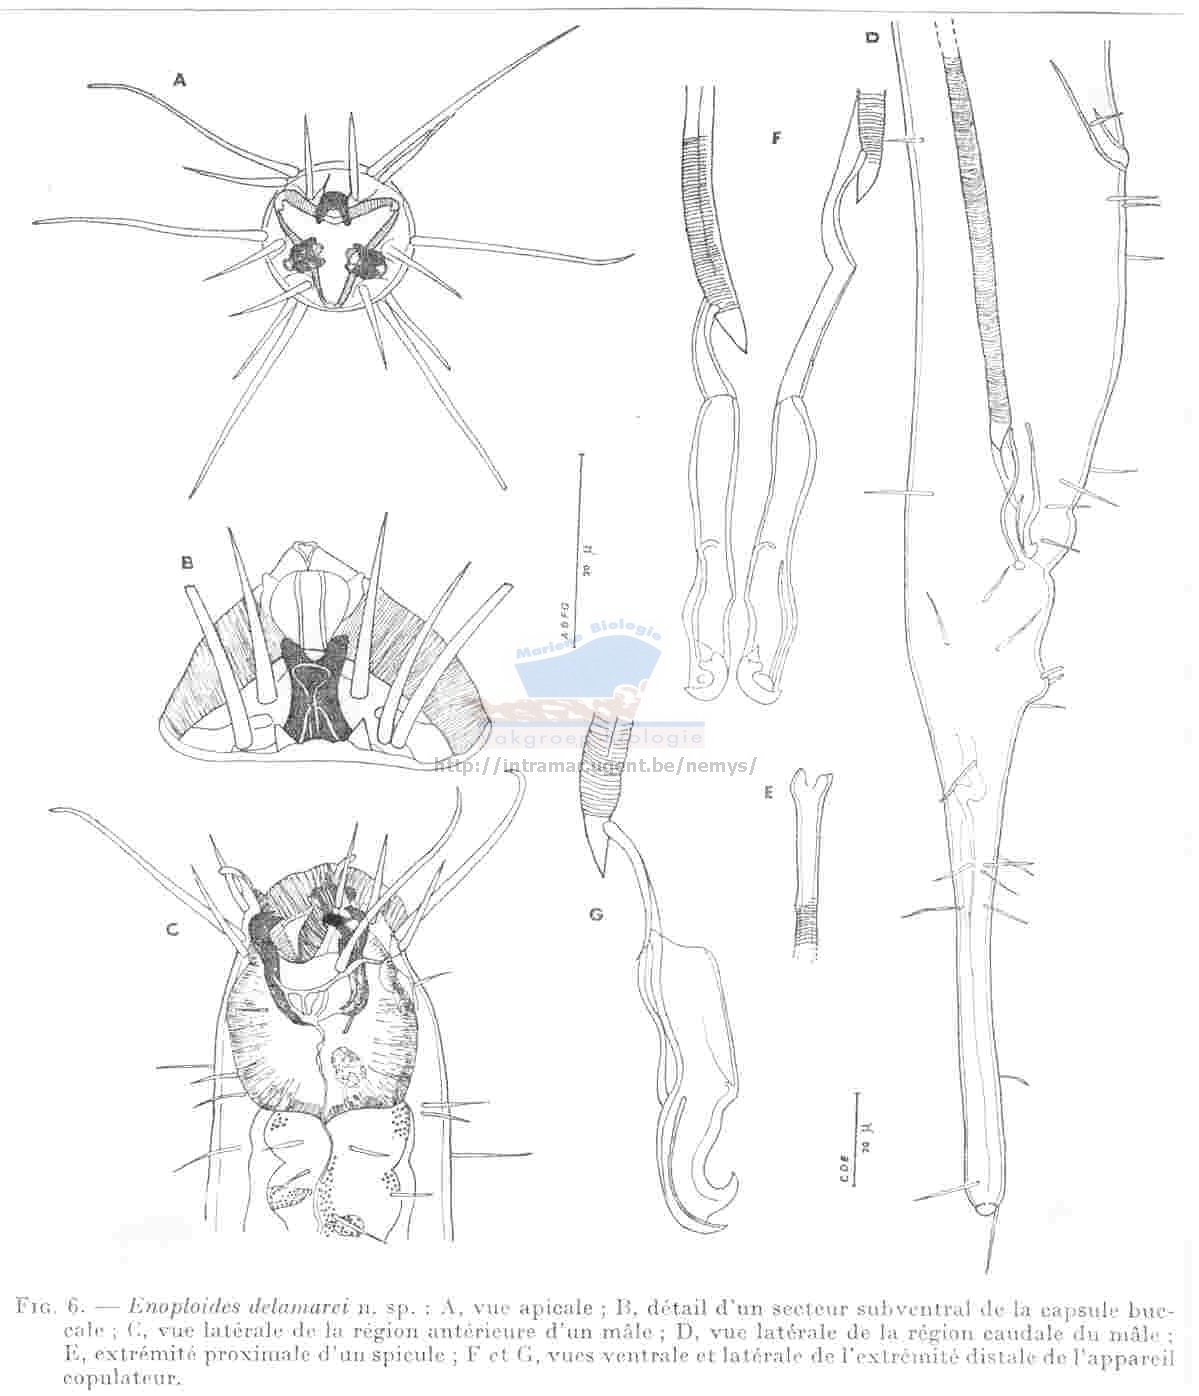 A
D
F
B
20 µ
A B F G
Mariene Biologie
Vakgroep Biologie
http://intramar.ugent.be/nemys/
E
C
G
20 µ
C D E
FIG. 6. — Enoploides delamarei n. sp. : A, vue apicale ; B, détail d'un secteur subventral de la capsule buc-
cale ; C, vue latérale de la région antérieure d'un mâle ; D, vue latérale de la région caudale du mâle ;
E, extrémité proximale d'un spicule ; F et G, vues ventrale et latérale de l'extrémité distale de l'appareil
copulateur.